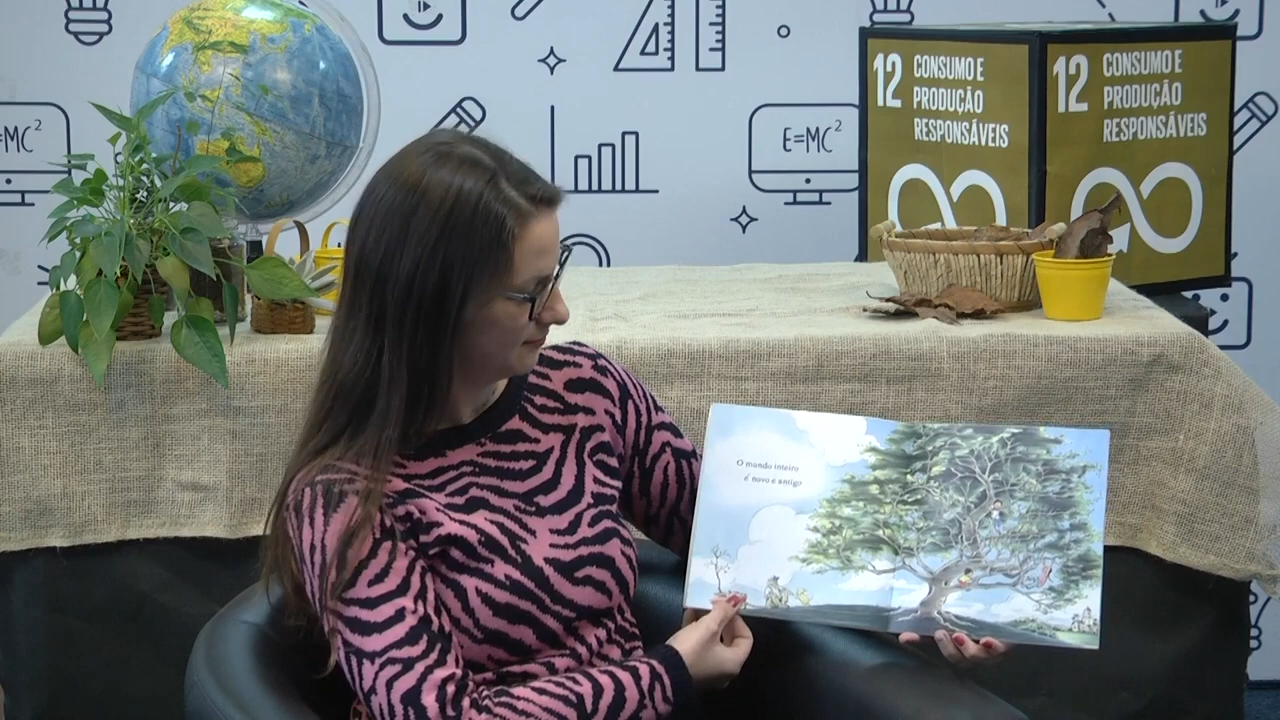 =MC²
E=MC²
12 CONSUMO E
PRODUÇÃO
RESPONSÁVEIS
12 CONSUMO E
PRODUÇÃO
RESPONSÁVEIS
O mundo inteiro
é novo e antigo